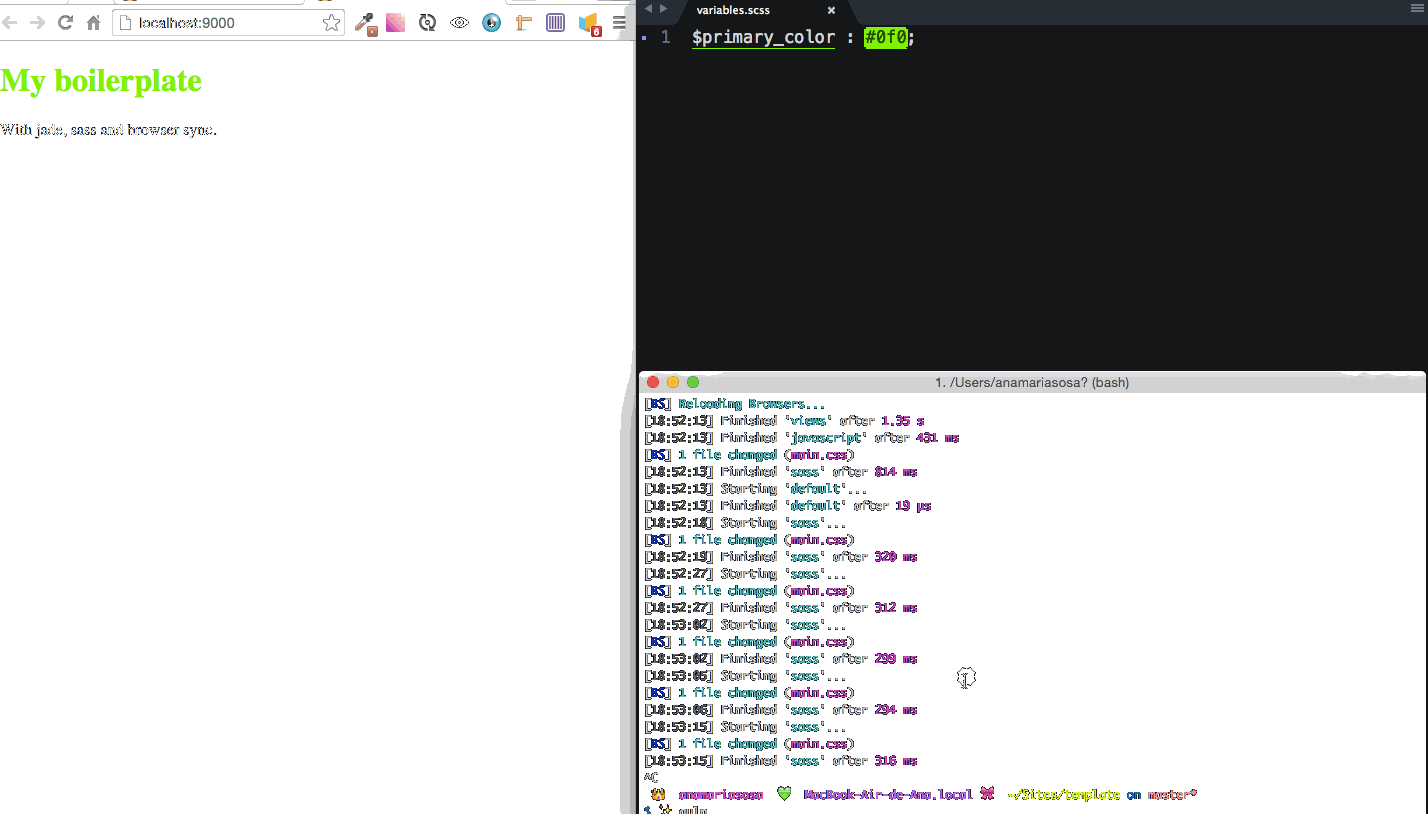 localhost:9000
6
My boilerplate
With jade, sass and browser sync.
variables.scss
1 $primary_color : #0f0;
1. /Users/anamariasosa? (bash)
[BS] Reloading Browsers...
[18:52:13] Finished 'views' after 1.35 s
[18:52:13] Finished 'javascript' after 431 ms
[BS] 1 file changed (main.css)
[18:52:13] Finished 'sass' after 814 ms
[18:52:13] Starting 'default'...
[18:52:13] Finished 'default' after 19 μs
[18:52:18] Starting 'sass'...
[BS] 1 file changed (main.css)
[18:52:19] Finished 'sass' after 320 ms
[18:52:27] Starting 'sass'...
[BS] 1 file changed (main.css)
[18:52:27] Finished 'sass' after 312 ms
[18:53:02] Starting 'sass'...
[BS] 1 file changed (main.css)
[18:53:02] Finished 'sass' after 299 ms
[18:53:05] Starting 'sass'...
[BS] 1 file changed (main.css)
[18:53:06] Finished 'sass' after 294 ms
[18:53:15] Starting 'sass'...
[BS] 1 file changed (main.css)
[18:53:15] Finished 'sass' after 316 ms
^C
anamariasosa MacBook-Air-de-Ana.local ~/Sites/template on master*
$ gulp